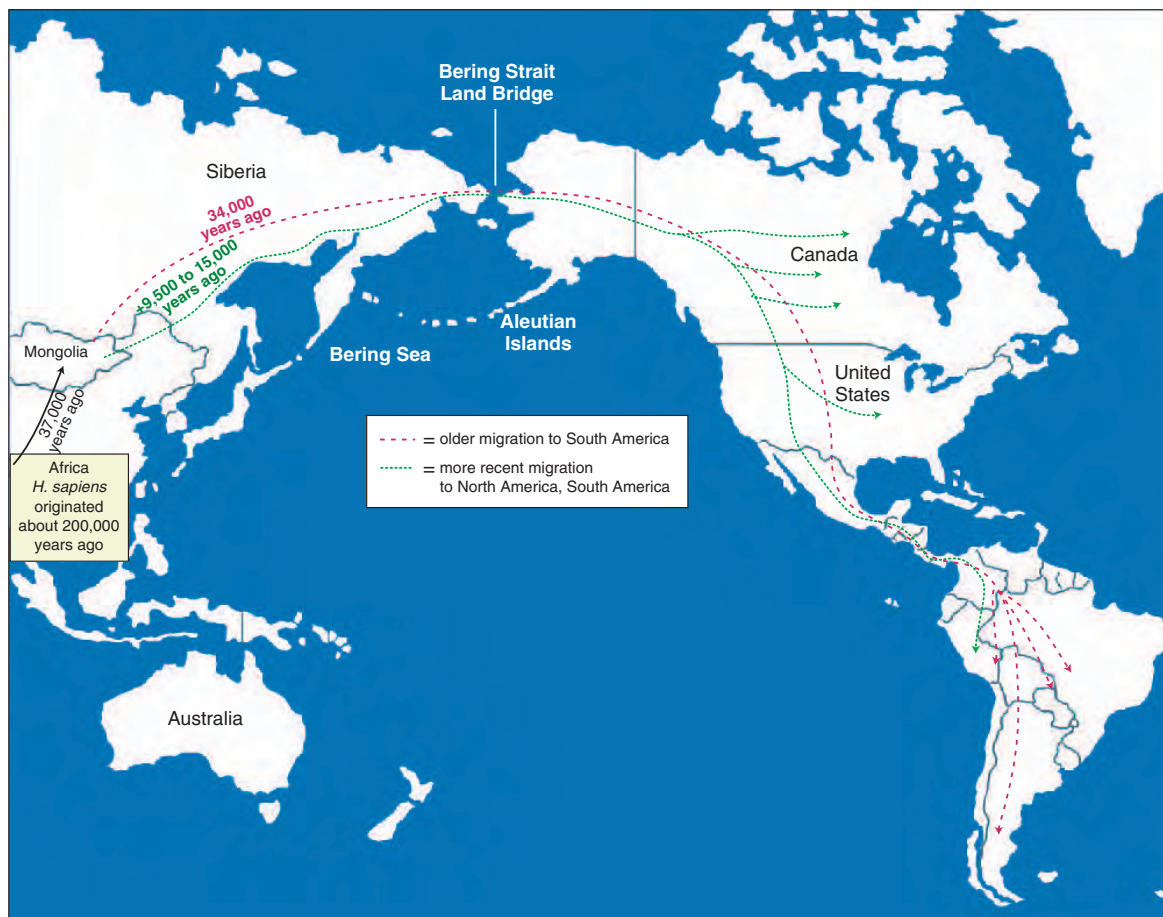 Bering Strait
Land Bridge
Siberia
34,000
years ago
+9,500 to 15,000
years ago
Canada
Mongolia
Aleutian
Islands
Bering Sea
United
States
37,000
years ago
= older migration to South America
= more recent migration
to North America, South America
Africa
H. sapiens
originated
about 200,000
years ago
Australia